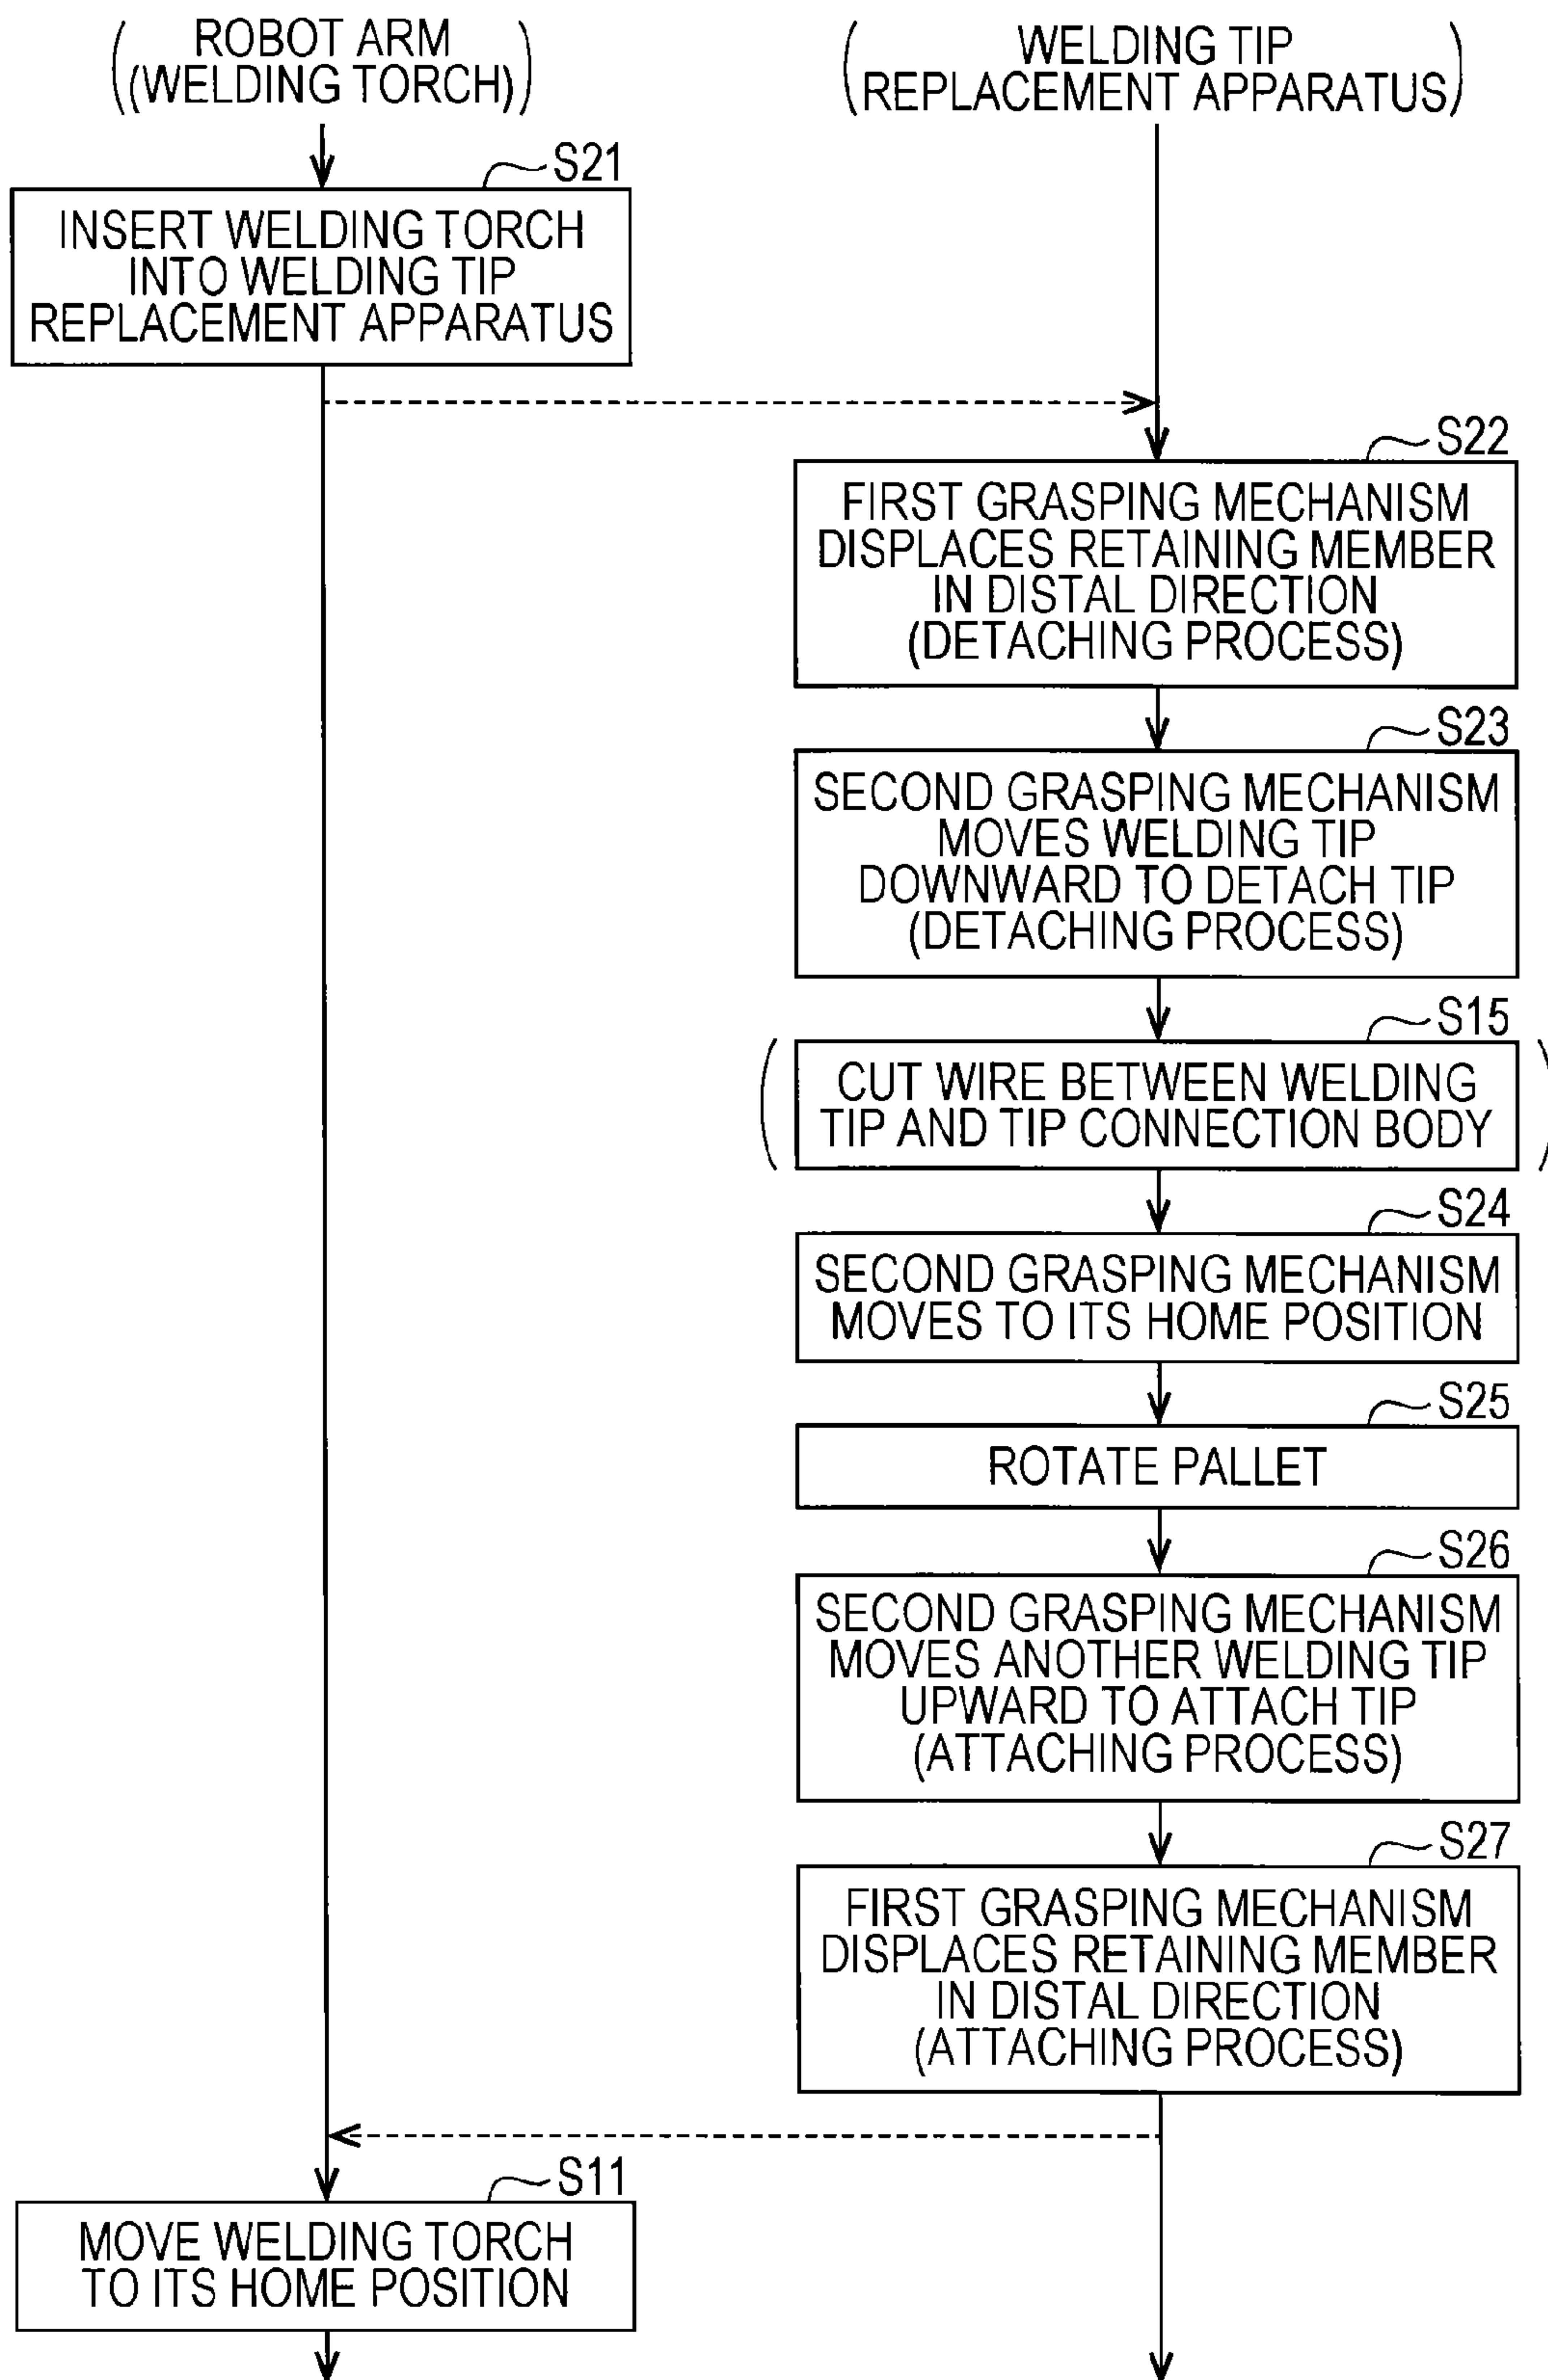 ROBOT ARM
(WELDING TORCH)
WELDING TIP
REPLACEMENT APPARATUS
S21
INSERT WELDING TORCH
INTO WELDING TIP
REPLACEMENT APPARATUS
S22
FIRST GRASPING MECHANISM
DISPLACES RETAINING MEMBER
IN DISTAL DIRECTION
(DETACHING PROCESS)
S23
SECOND GRASPING MECHANISM
MOVES WELDING TIP
DOWNWARD TO DETACH TIP
(DETACHING PROCESS)
S15
CUT WIRE BETWEEN WELDING
TIP AND TIP CONNECTION BODY
S24
SECOND GRASPING MECHANISM
MOVES TO ITS HOME POSITION
S25
ROTATE PALLET
S26
SECOND GRASPING MECHANISM
MOVES ANOTHER WELDING TIP
UPWARD TO ATTACH TIP
(ATTACHING PROCESS)
S27
FIRST GRASPING MECHANISM
DISPLACES RETAINING MEMBER
IN DISTAL DIRECTION
(ATTACHING PROCESS)
S11
MOVE WELDING TORCH
TO ITS HOME POSITION